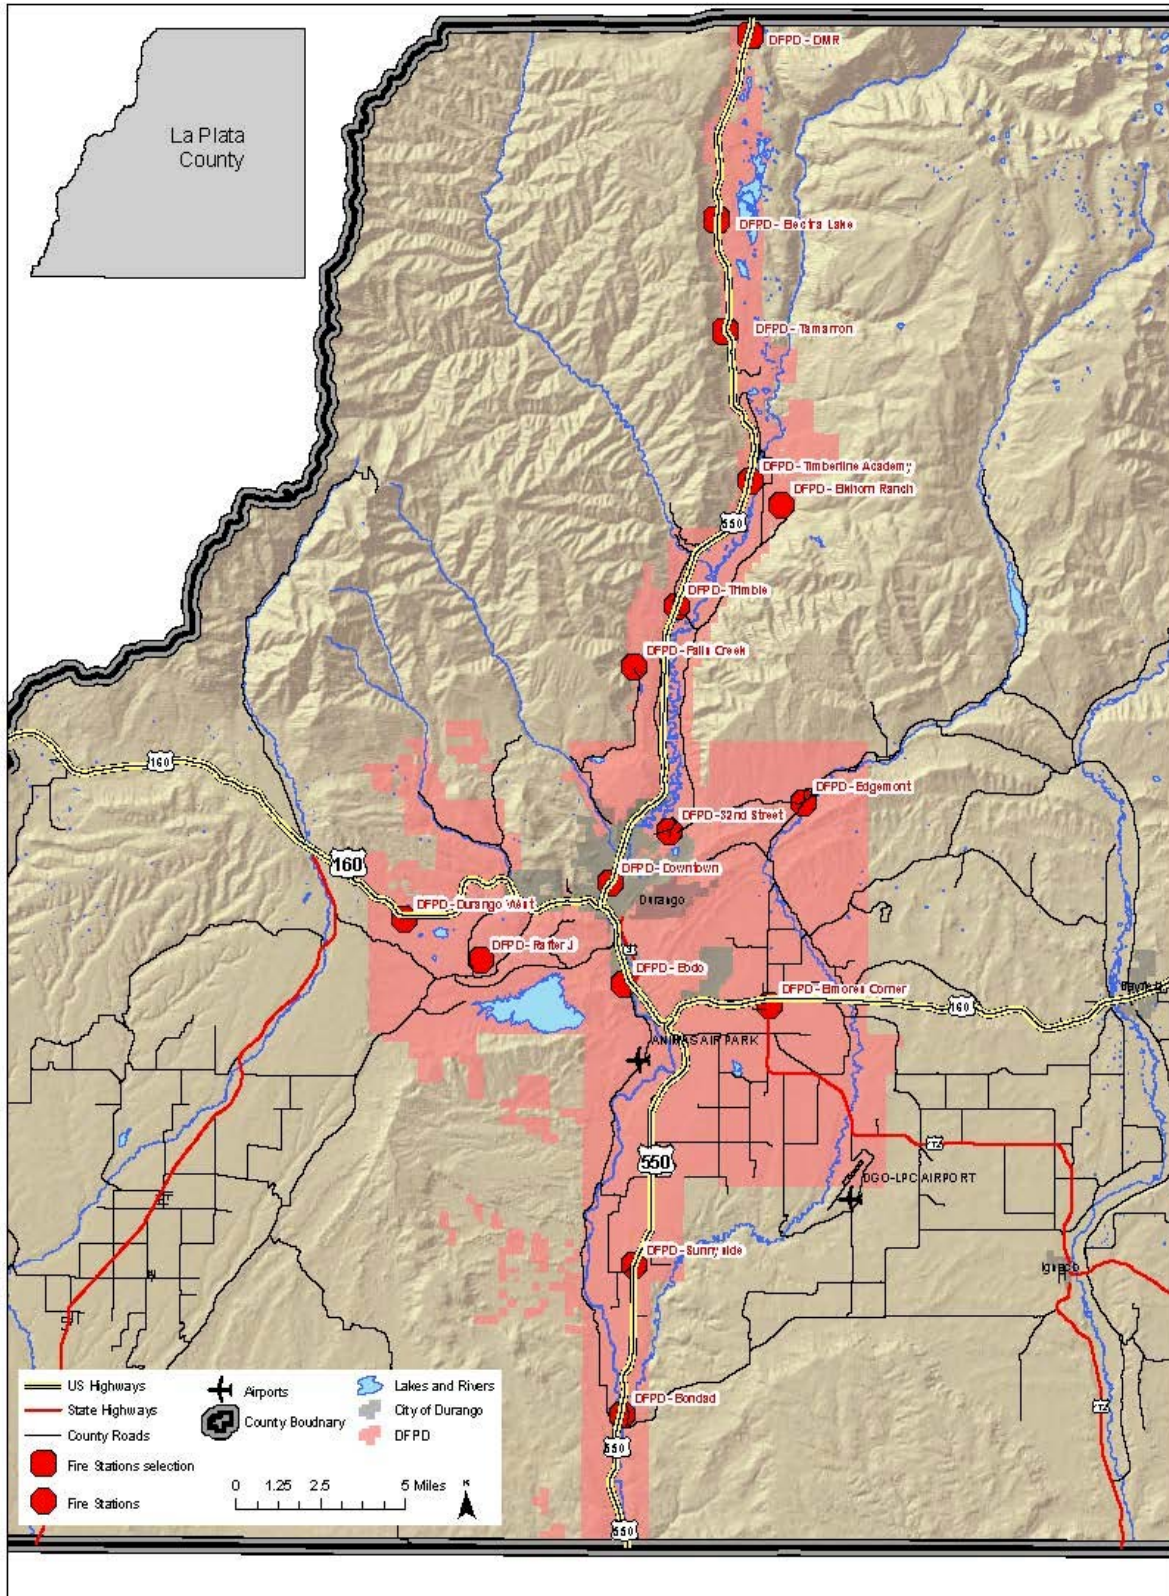 La Plata
County
DFPD - DMR
DFPD - Electra Lake
DFPD - Tamarron
DFPD - Timberline Academy
DFPD - Elkhorn Ranch
550
DFPD - Trimble
DFPD - Falls Creek
160
DFPD - Edgemont
DFPD - 32nd Street
160
DFPD - Downtown
Durango
DFPD - Durango West
DFPD - Rafter J
DFPD - Bodo
DFPD - Elmores Corner
160
Bayfield
ANIMAS AIR PARK
550
172
DGO-LPC AIRPORT
DFPD - Sunnyside
Ignacio
US Highways
State Highways
County Roads
Fire Stations selection
Fire Stations
Airports
County Boudnary
Lakes and Rivers
City of Durango
DFPD
0 1.25 2.5 5 Miles
N
DFPD - Bondad
550
172
550